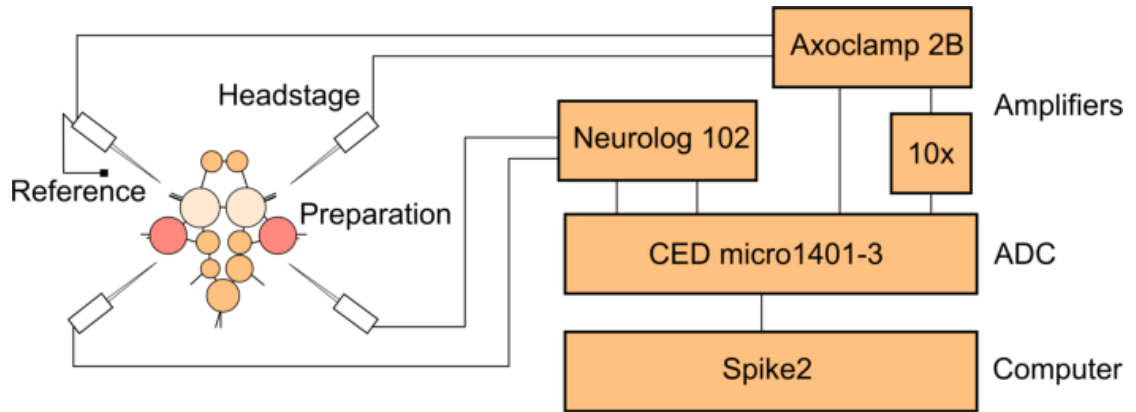 Axoclamp 2B
Headstage
Amplifiers
Neurolog 102
10x
Reference
Preparation
CED micro1401-3
ADC
Spike2
Computer